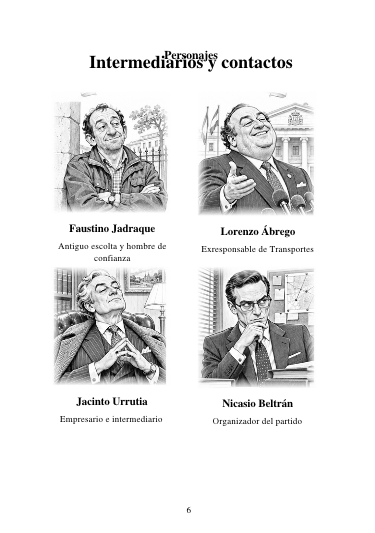 Personajes
Intermediarios y contactos
Faustino Jadraque
Antiguo escolta y hombre de
confianza
Lorenzo Ábrego
Exresponsable de Transportes
Jacinto Urrutia
Empresario e intermediario
Nicasio Beltrán
Organizador del partido
6